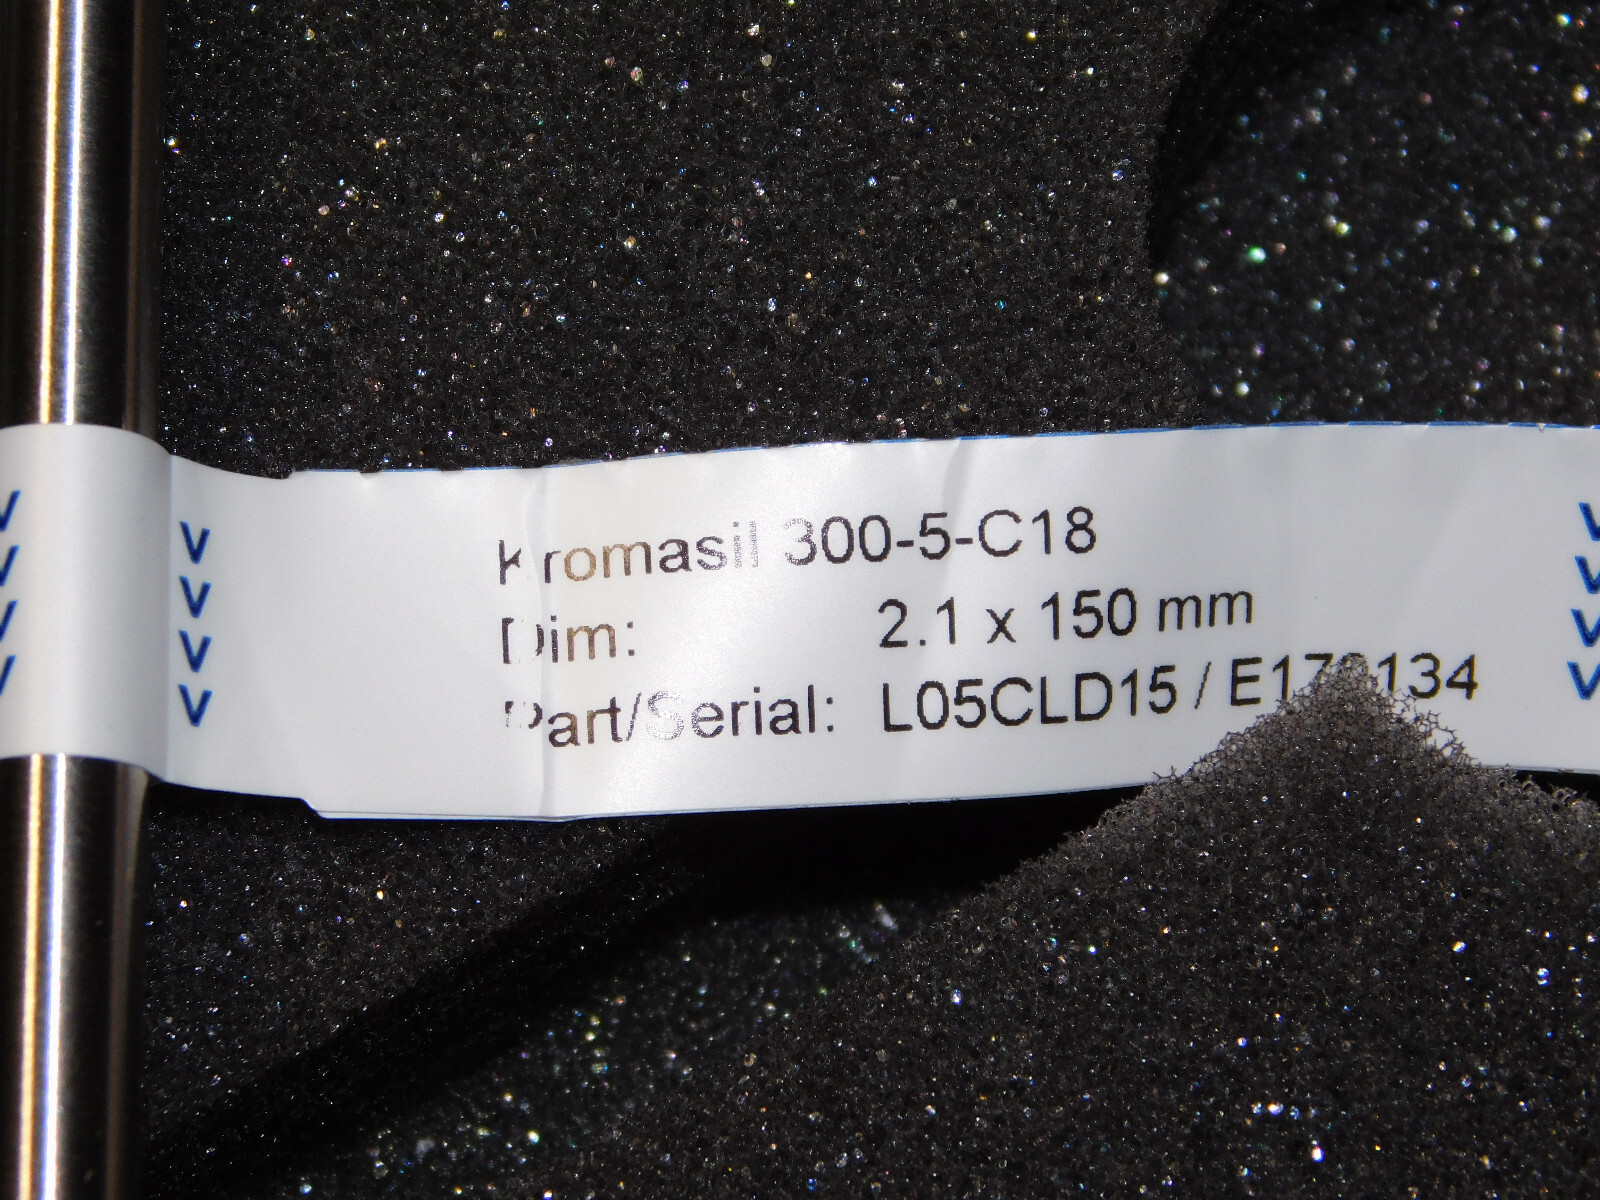 Kromasil 300-5-C18
Dim: 2.1 x 150 mm
Part/Serial: L05CLD15 /